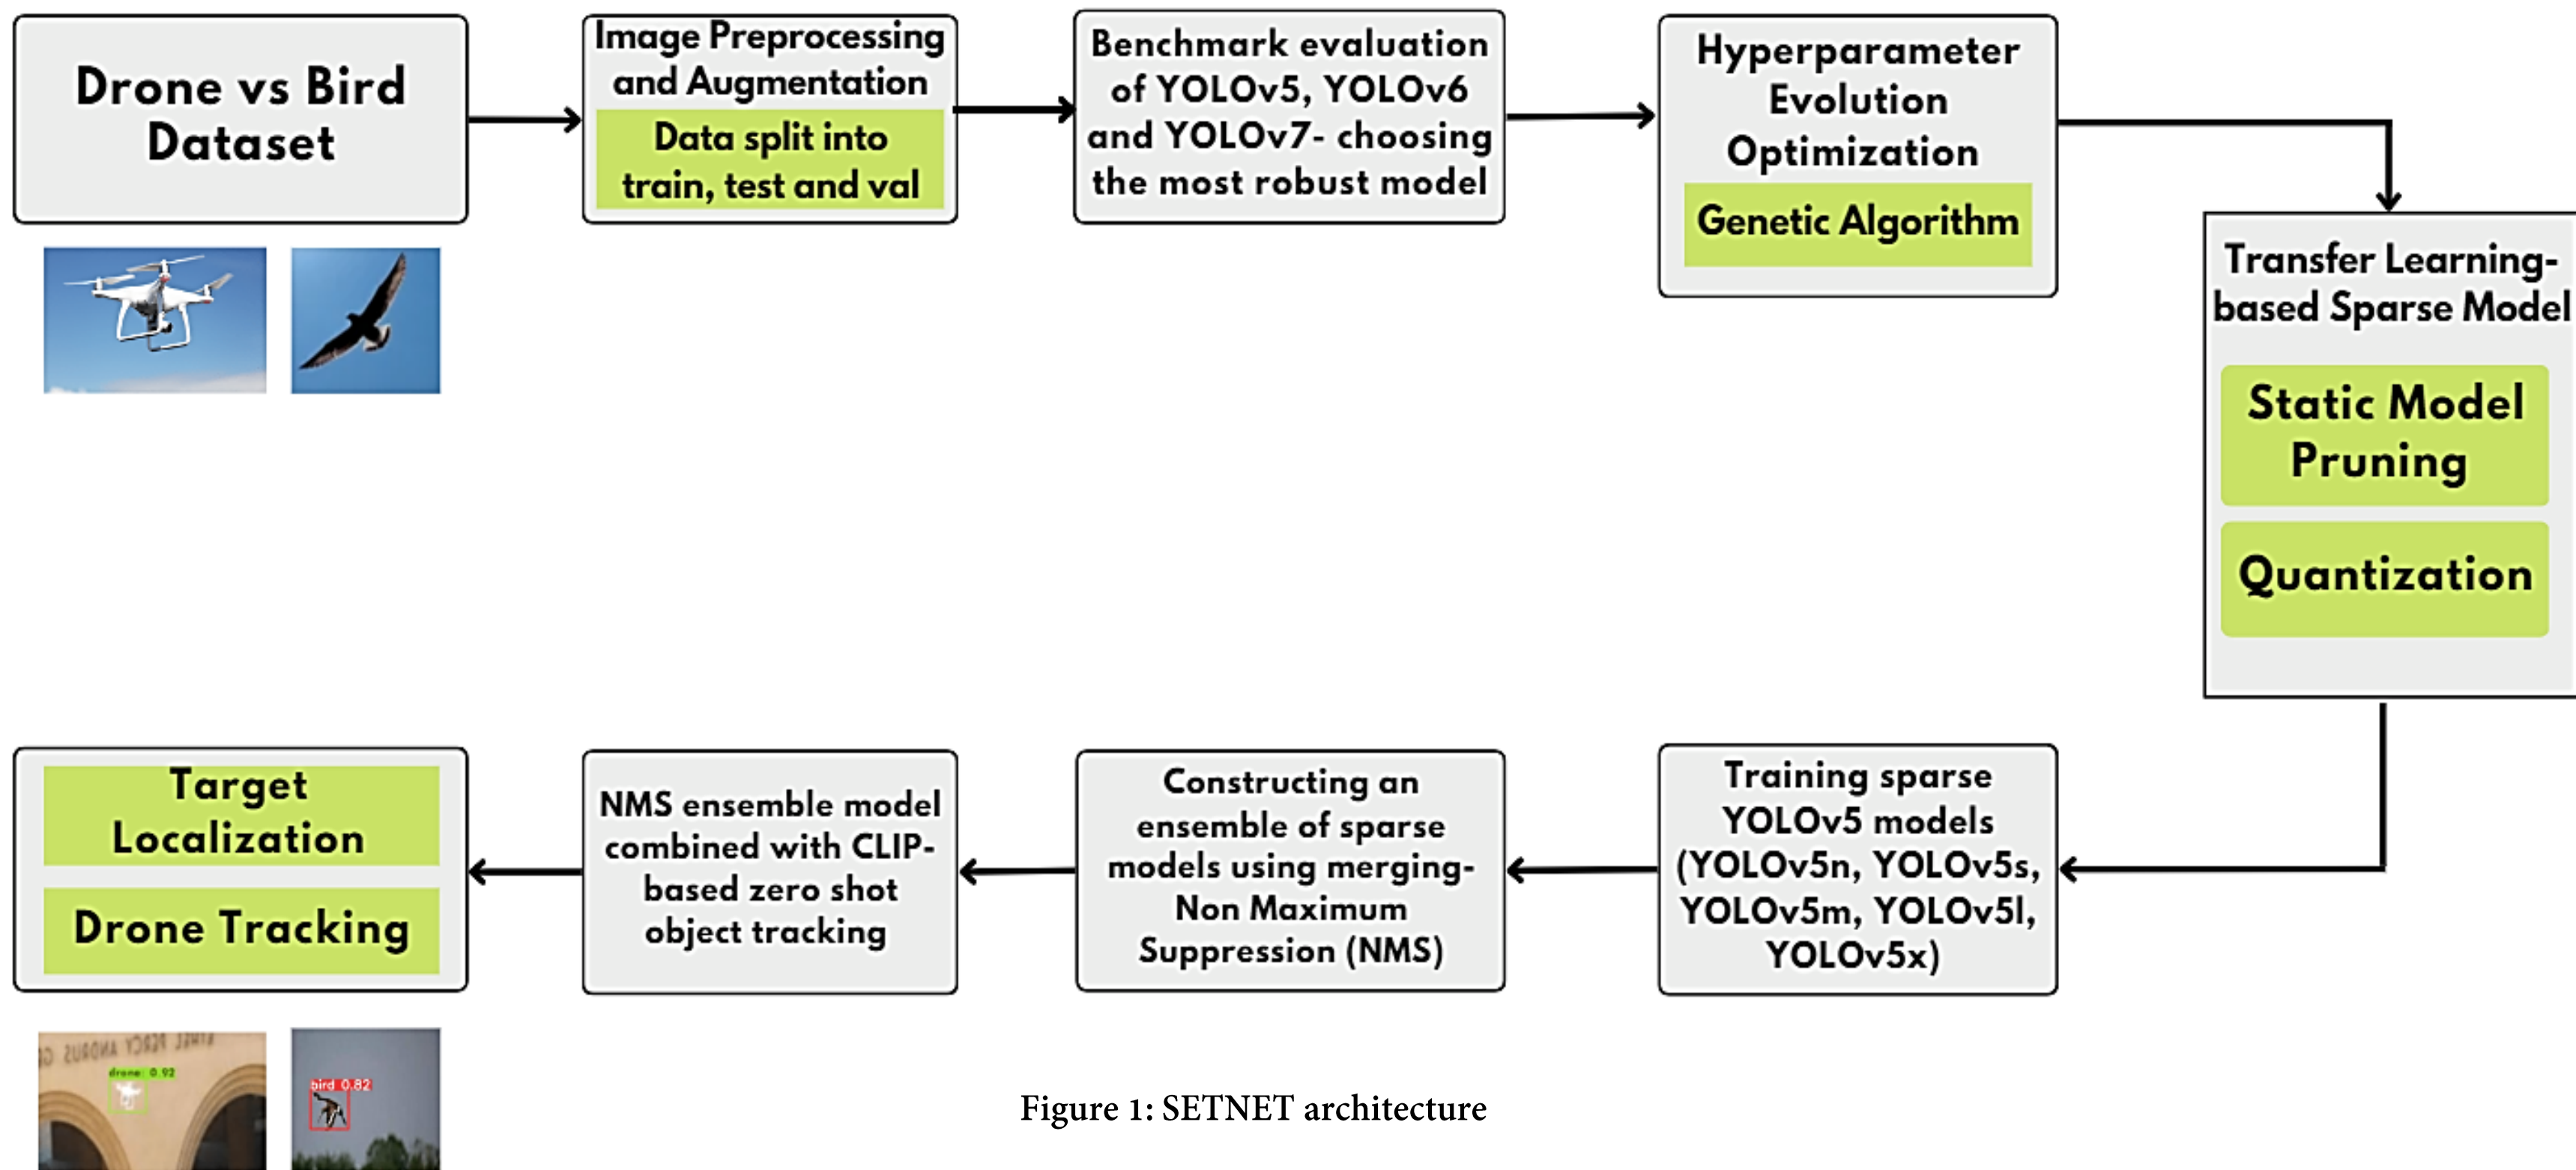 Drone vs Bird
Dataset
Image Preprocessing
and Augmentation
Data split into
train, test and val
Benchmark evaluation
of YOLOv5, YOLOv6
and YOLOv7- choosing
the most robust model
Hyperparameter
Evolution
Optimization
Genetic Algorithm
Transfer Learning-
based Sparse Model
Static Model
Pruning
Quantization
Training sparse
YOLOv5 models
(YOLOv5n, YOLOv5s,
YOLOv5m, YOLOv5l,
YOLOv5x)
Constructing an
ensemble of sparse
models using merging-
Non Maximum
Suppression (NMS)
NMS ensemble model
combined with CLIP-
based zero shot
object tracking
Target
Localization
Drone Tracking
drone: 0.92
bird 0.82
Figure 1: SETNET architecture